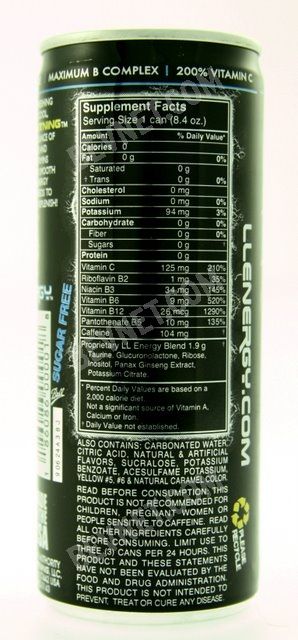 MAXIMUM B COMPLEX | 200% VITAMIN C
Supplement Facts
Serving Size 1 can (8.4 oz.)
Amount % Daily Value*
Calories 0
Fat 0 g 0%
Saturated 0 g
† Trans 0 g 0%
Cholesterol 0 mg
Sodium 0 mg 0%
Potassium 94 mg 3%
Carbohydrate 0 g 0%
Fiber 0 g 0%
Sugars 0 g
Protein 0 g
Vitamin C 125 mg 210%
Riboflavin B2 1 mg 35%
Niacin B3 34 mg 145%
Vitamin B6 9 mg 520%
Vitamin B12 26 mcg 1290%
Pantothenate B5 10 mg 135%
Caffeine 104 mg
Proprietary LL Energy Blend 1.9 g
Taurine, Glucuronolactone, Ribose,
Inositol, Panax Ginseng Extract,
Potassium Citrate.
* Percent Daily Values are based on a
2,000 calorie diet.
Not a significant source of Vitamin A,
Calcium or Iron.
† Daily Value not established.
ALSO CONTAINS: CARBONATED WATER,
CITRIC ACID, NATURAL & ARTIFICIAL
FLAVORS, SUCRALOSE, POTASSIUM
BENZOATE, ACESULFAME POTASSIUM,
YELLOW #5, #6 & NATURAL CARAMEL COLOR.
READ BEFORE CONSUMPTION. THIS
PRODUCT IS NOT RECOMMENDED FOR
CHILDREN, PREGNANT WOMEN OR
PEOPLE SENSITIVE TO CAFFEINE. READ
ALL OTHER INGREDIENTS CAREFULLY
BEFORE CONSUMING. LIMIT USE TO
THREE CANS PER 24 HOURS. THIS
PRODUCT AND THESE STATEMENTS
HAVE NOT BEEN EVALUATED BY THE
FOOD AND DRUG ADMINISTRATION.
THIS PRODUCT IS NOT INTENDED TO
PREVENT, TREAT OR CURE ANY DISEASE.
LLENERGY.COM
PLEASE
RECYCLE
SUGAR FREE
Ball
BEVNET.COM